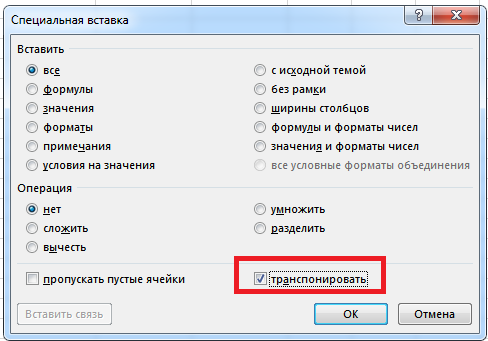 Специальная вставка
Вставить
все
с исходной темой
формулы
без рамки
значения
ширины столбцов
форматы
формулы и форматы чисел
примечания
значения и форматы чисел
условия на значения
все условные форматы объединения
Операция
нет
умножить
сложить
разделить
вычесть
пропускать пустые ячейки
транспонировать
Вставить связь
ОК
Отмена